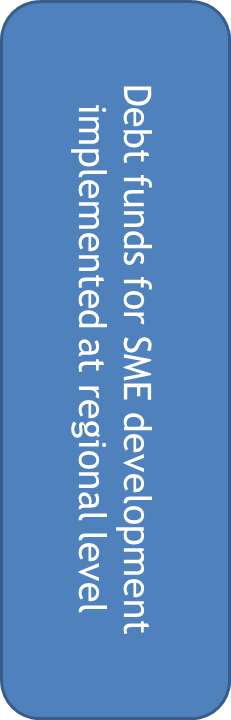 Debt funds for SME development
implemented at regional level